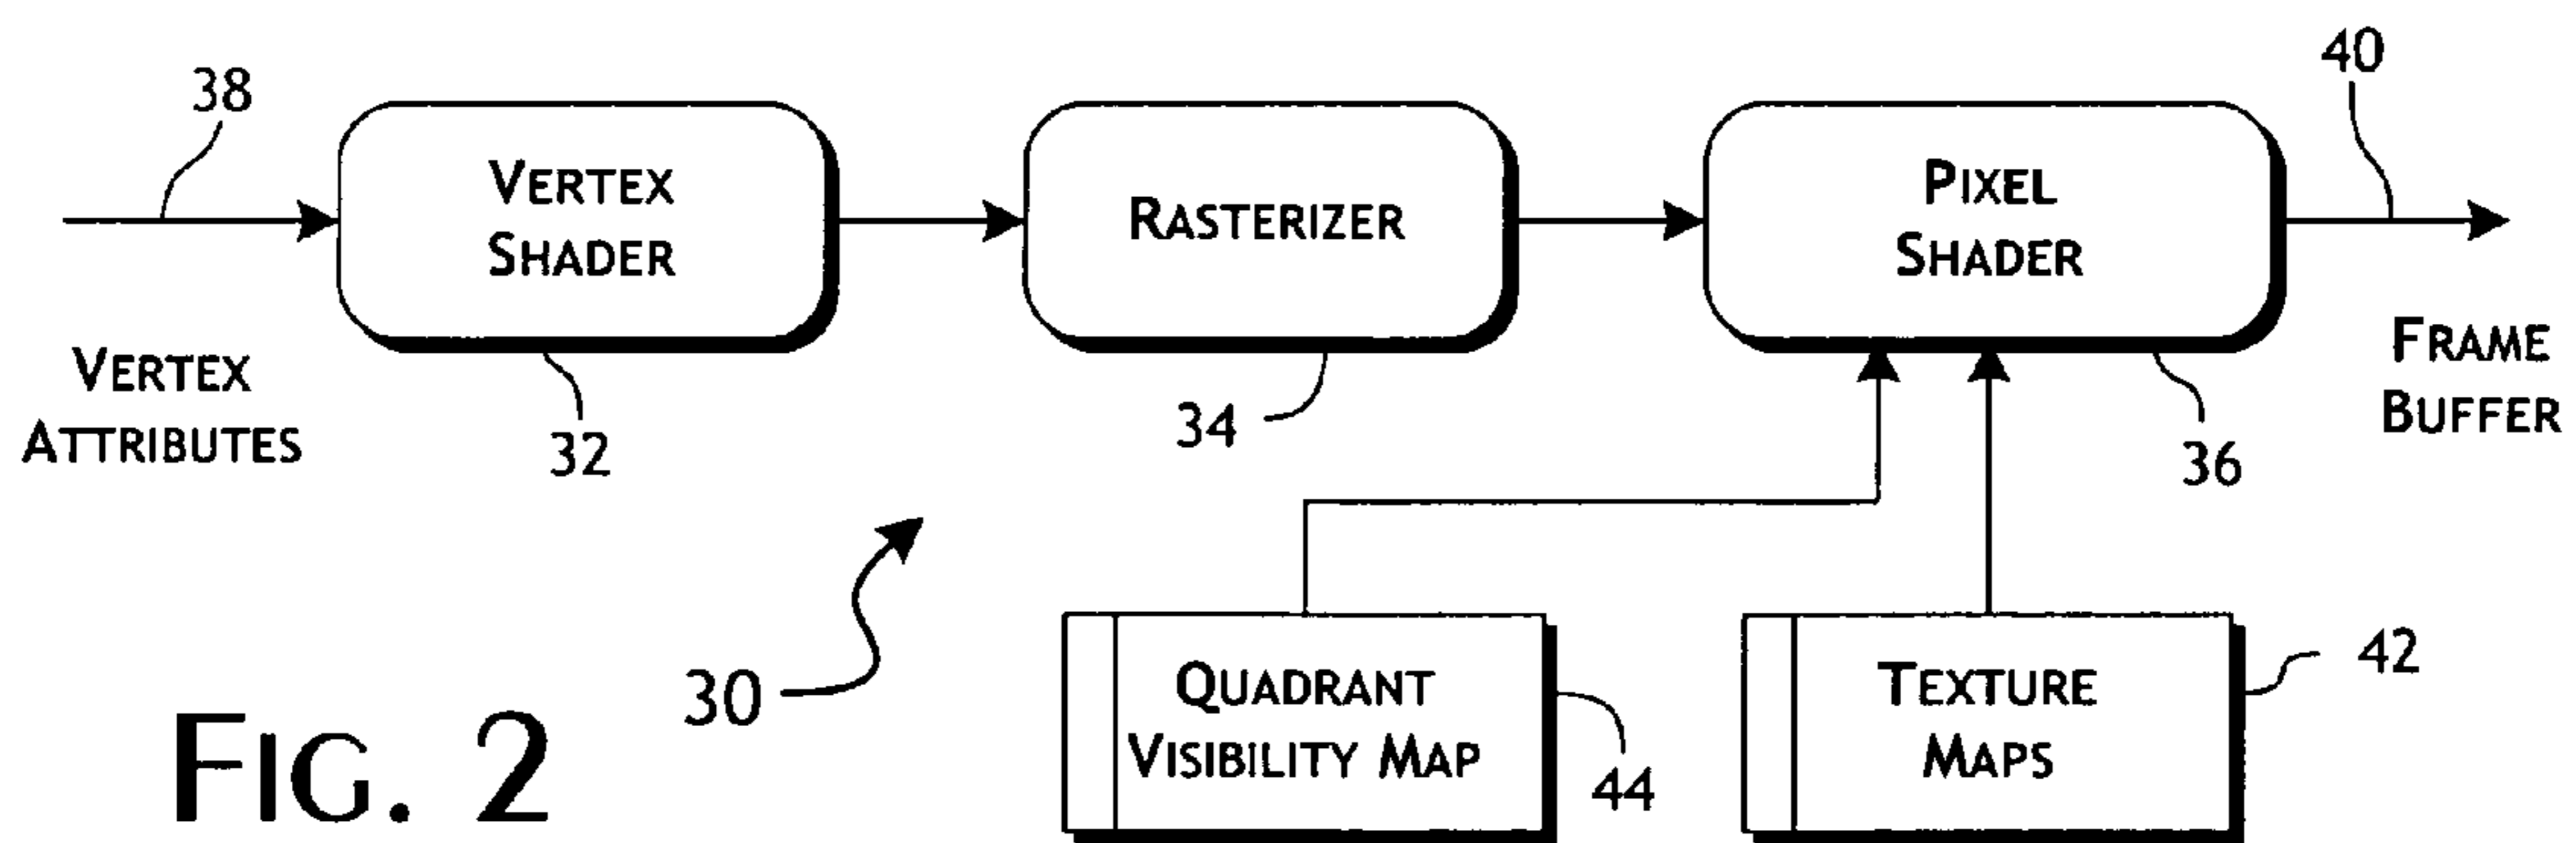 38
40
VERTEX
SHADER
RASTERIZER
PIXEL
SHADER
VERTEX
ATTRIBUTES
FRAME
BUFFER
32
34
36
30
QUADRANT
VISIBILITY MAP
44
TEXTURE
MAPS
42
FIG. 2